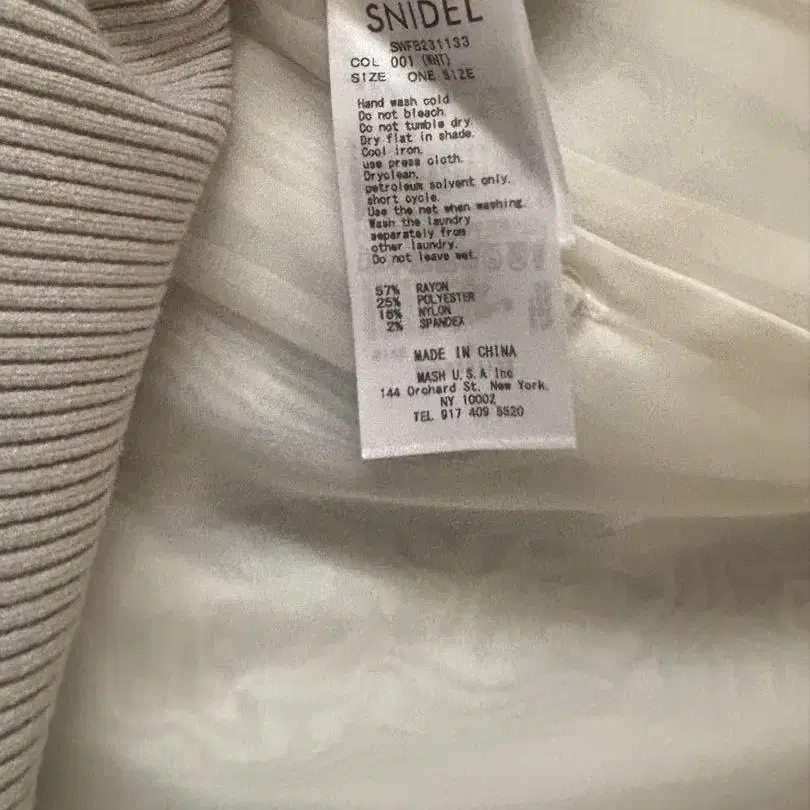 SNIDEL
SWFB231133
COL 001 (WHT)
SIZE ONE SIZE
Hand wash cold
Do not bleach.
Do not tumble dry.
Dry flat in shade.
Cool iron.
use press cloth.
Dryclean.
petroleum solvent only.
short cycle.
Use the net when washing.
Wash the laundry
separately from
other laundry.
Do not leave wet.
57% RAYON
25% POLYESTER
16% NYLON
2% SPANDEX
MADE IN CHINA
MASH U.S.A Inc
144 Orchard St. New York.
NY 10002
TEL 917 409 5520